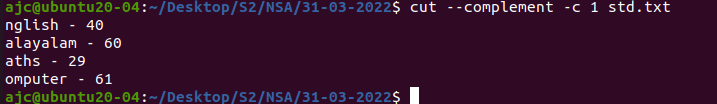 ajc@ubuntu20-04:~/Desktop/S2/NSA/31-03-2022$ cut --complement -c 1 std.txt
nglish - 40
alayalam - 60
aths - 29
omputer - 61
ajc@ubuntu20-04:~/Desktop/S2/NSA/31-03-2022$